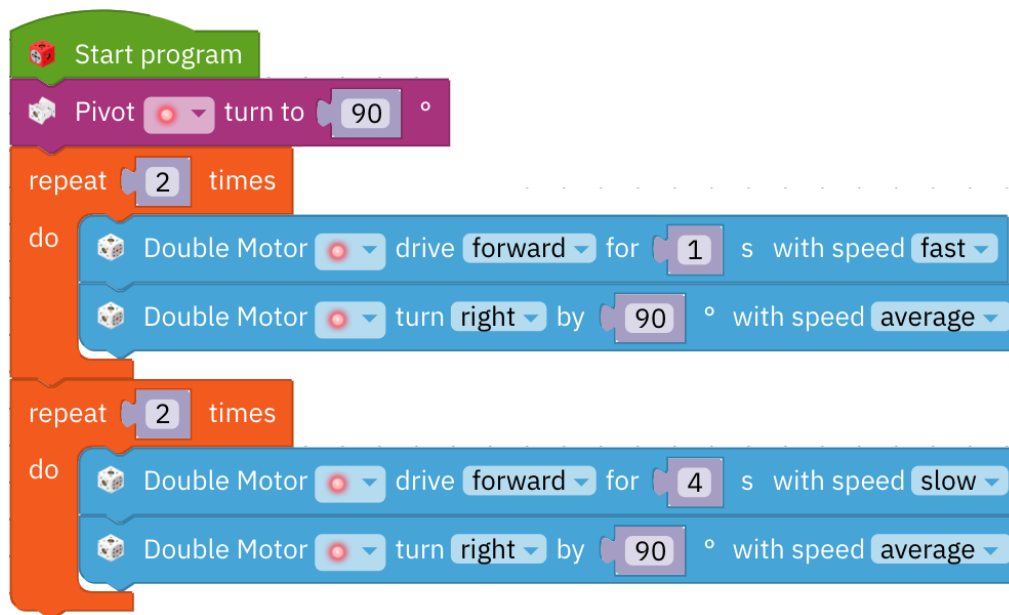 Start program
Pivot turn to 90 °
repeat 2 times
do Double Motor drive forward for 1 s with speed fast
Double Motor turn right by 90 ° with speed average
repeat 2 times
do Double Motor drive forward for 4 s with speed slow
Double Motor turn right by 90 ° with speed average